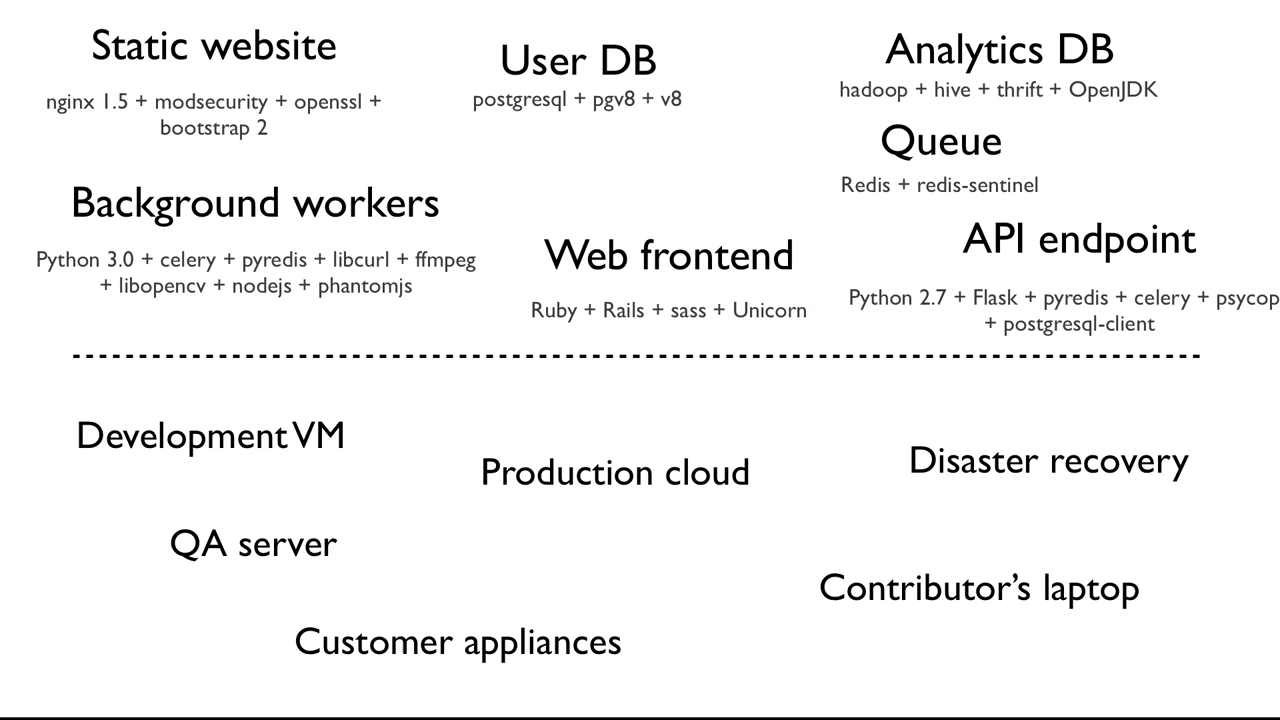 Static website
nginx 1.5 + modsecurity + openssl +
bootstrap 2
User DB
postgresql + pgv8 + v8
Analytics DB
hadoop + hive + thrift + OpenJDK
Queue
Redis + redis-sentinel
Background workers
Python 3.0 + celery + pyredis + libcurl + ffmpeg
+ libopencv + nodejs + phantomjs
Web frontend
Ruby + Rails + sass + Unicorn
API endpoint
Python 2.7 + Flask + pyredis + celery + psycop
+ postgresql-client
Development VM
Production cloud
Disaster recovery
QA server
Contributor’s laptop
Customer appliances